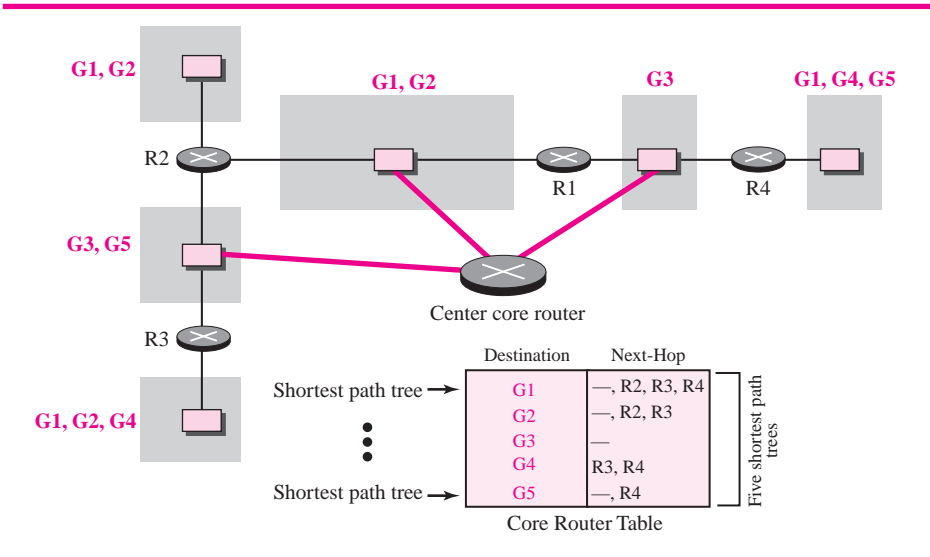 G1, G2
G1, G2
G3
G1, G4, G5
R2
R1
R4
G3, G5
Center core router
R3
G1, G2, G4
Destination Next-Hop
Shortest path tree G1 —, R2, R3, R4
G2 —, R2, R3
G3 —
G4 R3, R4
Shortest path tree G5 —, R4
Five shortest path
trees
Core Router Table